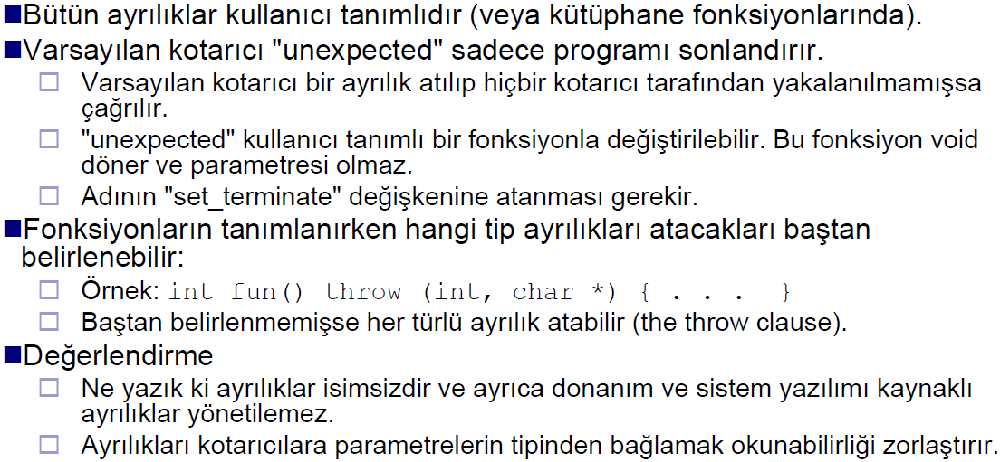 Bütün ayrılıklar kullanıcı tanımlıdır (veya kütüphane fonksiyonlarında).
Varsayılan kotarıcı "unexpected" sadece programı sonlandırır.
Varsayılan kotarıcı bir ayrılık atılıp hiçbir kotarıcı tarafından yakalanılmamışsa
çağrılır.
"unexpected" kullanıcı tanımlı bir fonksiyonla değiştirilebilir. Bu fonksiyon void
döner ve parametresi olmaz.
Adının "set_terminate" değişkenine atanması gerekir.
Fonksiyonların tanımlanırken hangi tip ayrılıkları atacakları baştan
belirlenebilir:
Örnek: int fun() throw (int, char *) { . . . }
Baştan belirlenmemişse her türlü ayrılık atabilir (the throw clause).
Değerlendirme
Ne yazık ki ayrılıklar isimsizdir ve ayrıca donanım ve sistem yazılımı kaynaklı
ayrılıklar yönetilemez.
Ayrılıkları kotarıcılara parametrelerin tipinden bağlamak okunabilirliği zorlaştırır.